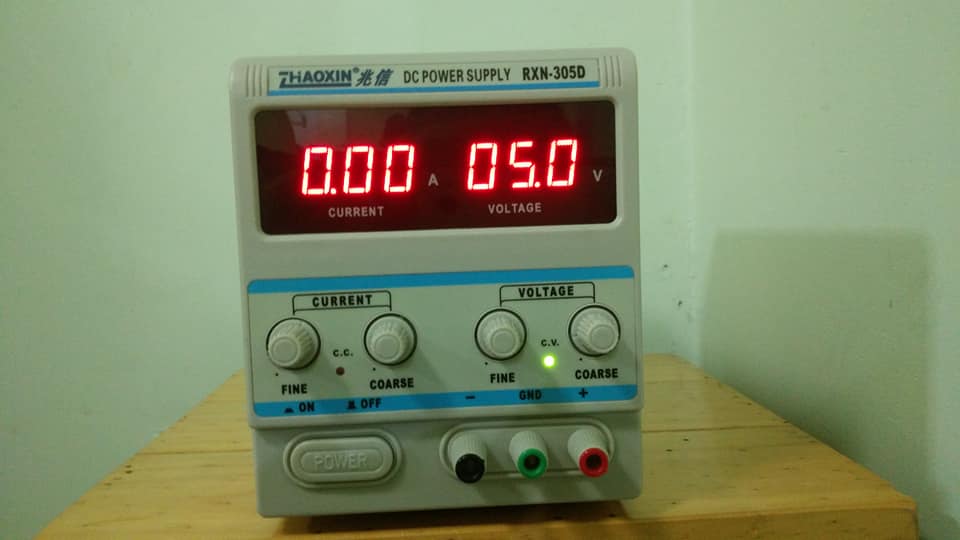 ZHAOXIN® 兆信 DC POWER SUPPLY RXN-305D
0.00 A 05.0 V
CURRENT VOLTAGE
CURRENT VOLTAGE
C.C. C.V.
FINE COARSE FINE COARSE
ON OFF - GND +
POWER